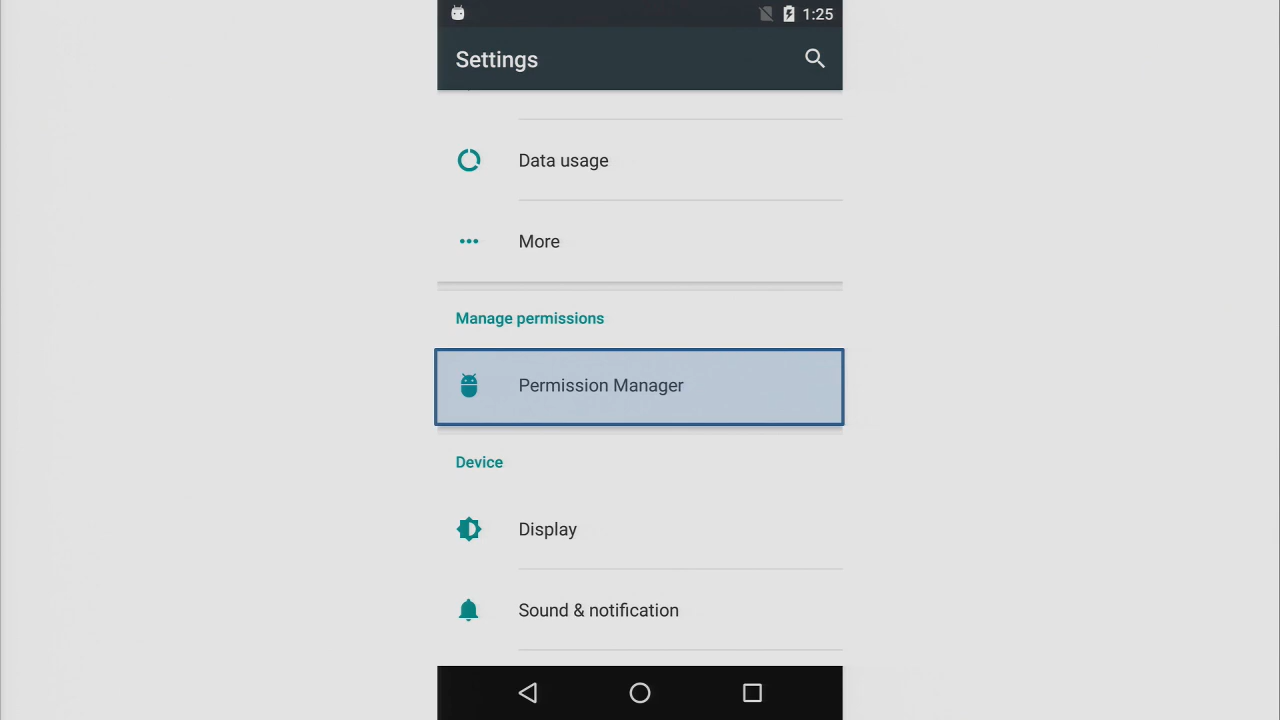 1:25
Settings
Data usage
More
Manage permissions
Permission Manager
Device
Display
Sound & notification